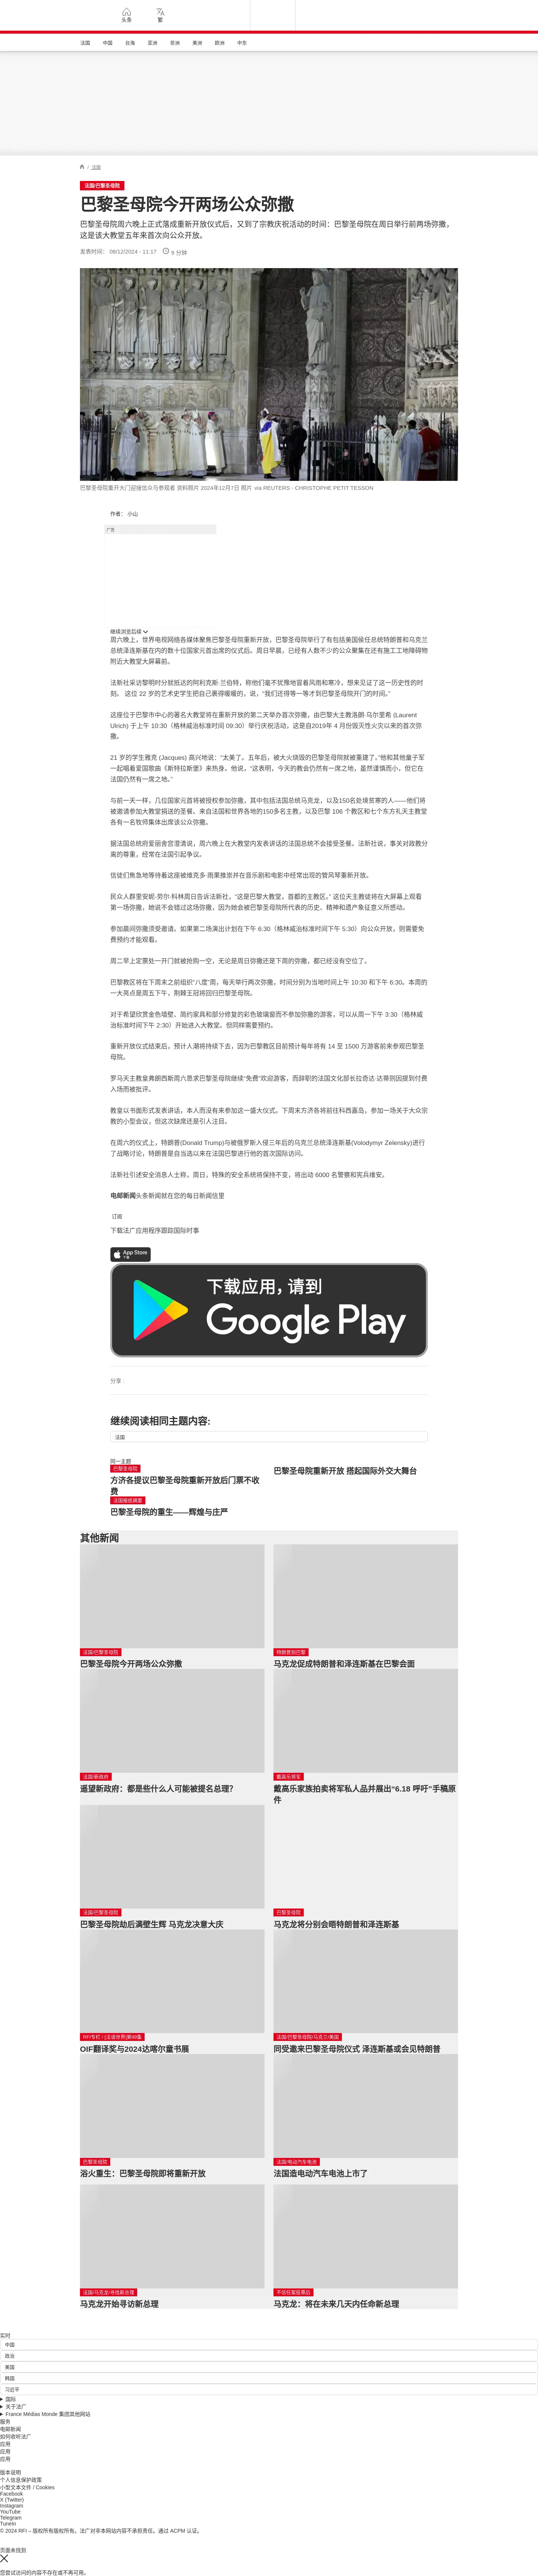 头条
繁
法国
中国
台海
亚洲
非洲
美洲
欧洲
中东
/ 法国
法国/巴黎圣母院
巴黎圣母院今开两场公众弥撒
巴黎圣母院周六晚上正式落成重新开放仪式后，又到了宗教庆祝活动的时间：巴黎圣母院在周日举行前两场弥撒，
这是该大教堂五年来首次向公众开放。
发表时间： 08/12/2024 - 11:17
9 分钟
巴黎圣母院重开大门迎接信众与参观者 资料照片 2024年12月7日 照片 via REUTERS - CHRISTOPHE PETIT TESSON
作者： 小山
广告
继续浏览后续
周六晚上，世界电视网络各媒体聚焦巴黎圣母院重新开放，巴黎圣母院举行了有包括美国侯任总统特朗普和乌克兰
总统泽连斯基在内的数十位国家元首出席的仪式后。周日早晨，已经有人数不少的公众聚集在还有施工工地障碍物
附近大教堂大屏幕前。
法新社采访黎明时分就抵达的阿利克斯·兰伯特，称他们毫不犹豫地冒着风雨和寒冷，想来见证了这一历史性的时
刻。 这位 22 岁的艺术史学生把自己裹得暖暖的，说，“我们还得等一等才到巴黎圣母院开门的时间。”
这座位于巴黎市中心的著名大教堂将在重新开放的第二天举办首次弥撒，由巴黎大主教洛朗·乌尔里希 (Laurent
Ulrich) 于上午 10:30（格林威治标准时间 09:30）举行庆祝活动，这是自2019年 4 月份毁灭性火灾以来的首次弥
撒。
21 岁的学生雅克 (Jacques) 高兴地说：“太美了，五年后，被大火烧毁的巴黎圣母院就被重建了。”他和其他童子军
一起唱着爱国歌曲《斯特拉斯堡》来热身。他说，“这表明，今天的教会仍然有一席之地，虽然谨慎而小，但它在
法国仍然有一席之地。”
与前一天一样，几位国家元首将被授权参加弥撒，其中包括法国总统马克龙，以及150名处境贫寒的人——他们将
被邀请参加大教堂捐送的圣餐。来自法国和世界各地的150多名主教，以及巴黎 106 个教区和七个东方礼天主教堂
各有一名牧师集体出席该公众弥撒。
据法国总统府爱丽舍宫澄清说，周六晚上在大教堂内发表讲话的法国总统不会接受圣餐。法新社说，事关对政教分
离的尊重，经常在法国引起争议。
信徒们焦急地等待着这座被维克多·雨果推崇并在音乐剧和电影中经常出现的管风琴重新开放。
民众人群里安妮-劳尔·科林周日告诉法新社，“这是巴黎大教堂，首都的主教区。” 这位天主教徒将在大屏幕上观看
第一场弥撒，她说不会错过这场弥撒，因为她会被巴黎圣母院所代表的历史、精神和遗产象征意义所感动。
参加晨间弥撒须受邀请。如果第二场演出计划在下午 6:30（格林威治标准时间下午 5:30）向公众开放，则需要免
费预约才能观看。
周二早上定票处一开门就被抢购一空，无论是周日弥撒还是下周的弥撒，都已经没有空位了。
巴黎教区将在下周末之前组织“八度”周，每天举行两次弥撒，时间分别为当地时间上午 10:30 和下午 6:30。本周的
一大亮点是周五下午，荆棘王冠将回归巴黎圣母院。
对于希望欣赏金色墙壁、简约家具和部分修复的彩色玻璃窗而不参加弥撒的游客，可以从周一下午 3:30（格林威
治标准时间下午 2:30）开始进入大教堂。但同样需要预约。
重新开放仪式结束后，预计人潮将持续下去，因为巴黎教区目前预计每年将有 14 至 1500 万游客前来参观巴黎圣
母院。
罗马天主教皇弗朗西斯周六恳求巴黎圣母院继续“免费”欢迎游客，而辞职的法国文化部长拉奇达·达蒂则因提到付费
入场而被批评。
教皇以书面形式发表讲话，本人而没有来参加这一盛大仪式。下周末方济各将前往科西嘉岛，参加一场关于大众宗
教的小型会议，但这次缺席还是引人注目。
在周六的仪式上，特朗普(Donald Trump)与被俄罗斯入侵三年后的乌克兰总统泽连斯基(Volodymyr Zelensky)进行
了战略讨论，特朗普是自当选以来在法国巴黎进行他的首次国际访问。
法新社引述安全消息人士称，周日，特殊的安全系统将保持不变，将出动 6000 名警察和宪兵维安。
电邮新闻头条新闻就在您的每日新闻信里
订阅
下载法广应用程序跟踪国际时事
App Store
下载
下载应用，请到
Google Play
分享 :
继续阅读相同主题内容:
法国
同一主题
巴黎圣母院
方济各提议巴黎圣母院重新开放后门票不收
费
巴黎圣母院重新开放 搭起国际外交大舞台
法国报纸摘要
巴黎圣母院的重生——辉煌与庄严
其他新闻
法国/巴黎圣母院
巴黎圣母院今开两场公众弥撒
特朗普到巴黎
马克龙促成特朗普和泽连斯基在巴黎会面
法国/新政府
遥望新政府：都是些什么人可能被提名总理?
戴高乐将军
戴高乐家族拍卖将军私人品并展出“6.18 呼吁”手稿原
件
法国/巴黎圣母院
巴黎圣母院劫后满壁生辉 马克龙决意大庆
巴黎圣母院
马克龙将分别会晤特朗普和泽连斯基
RFI专栏 / [法语世界]第99集
OIF翻译奖与2024达喀尔童书展
法国/巴黎圣母院/乌克兰/美国
同受邀来巴黎圣母院仪式 泽连斯基或会见特朗普
巴黎圣母院
浴火重生：巴黎圣母院即将重新开放
法国/电动汽车电池
法国造电动汽车电池上市了
法国/马克龙/寻找新总理
马克龙开始寻访新总理
不信任案投票后
马克龙：将在未来几天内任命新总理
实时
中国
政治
美国
韩国
习近平
国际
关于法广
France Médias Monde 集团其他网站
服务
电邮新闻
如何收听法广
应用
应用
应用
版本说明
个人信息保护政策
小型文本文件 / Cookies
Facebook
X (Twitter)
Instagram
YouTube
Telegram
TuneIn
© 2024 RFI – 版权所有版权所有。法广对非本网站内容不承担责任。通过 ACPM 认证。
页面未找到
您尝试访问的内容不存在或不再可用。